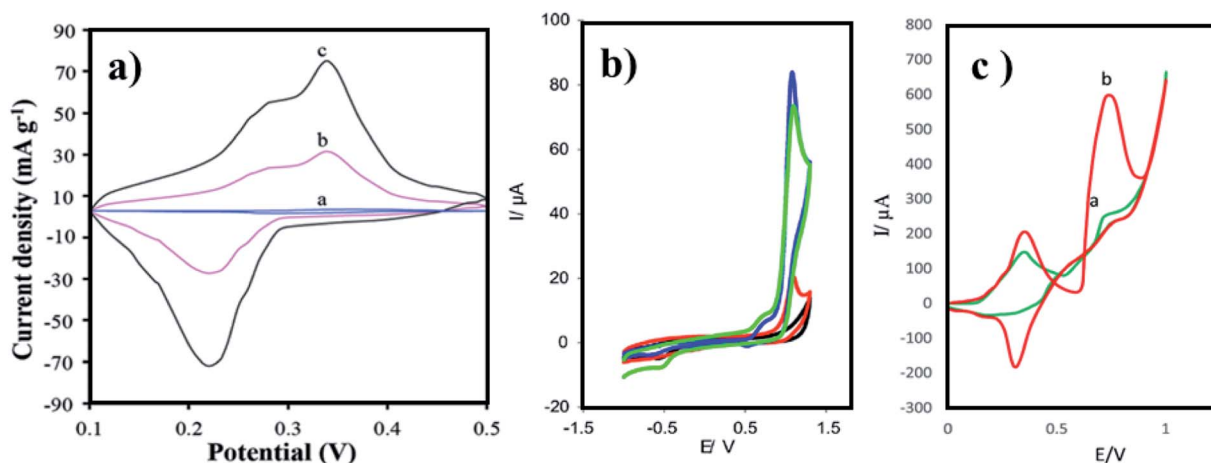 a)
Current density (mA g-1)
90
70
50
30
10
-10
-30
-50
-70
-90
c
b
a
0.1 0.2 0.3 0.4 0.5
Potential (V)
b)
I/ µA
100
80
60
40
20
0
-20
-1.5 -0.5 0.5 1.5
E/ V
c )
I/ µA
800
700
600
500
400
300
200
100
0
-100
-200
-300
b
a
0 0.5 1
E/V